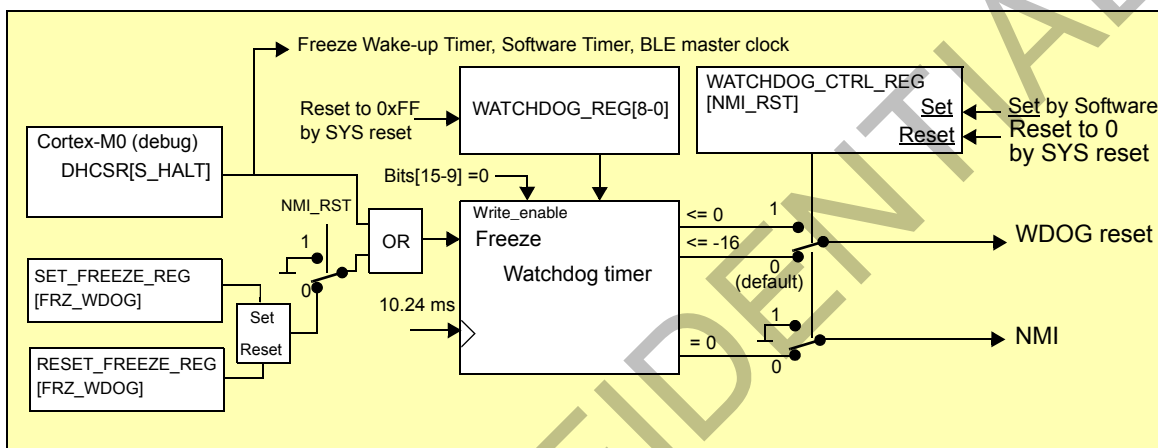 Freeze Wake-up Timer, Software Timer, BLE master clock
WATCHDOG_CTRL_REG
[NMI_RST]
Set
Reset
Set by Software
Reset to 0
by SYS reset
Reset to 0xFF
by SYS reset
WATCHDOG_REG[8-0]
Cortex-M0 (debug)
DHCSR[S_HALT]
Bits[15-9] =0
NMI_RST
1
0
OR
Write_enable
Freeze
Watchdog timer
<= 0
<= -16
= 0
1
0
(default)
WDOG reset
SET_FREEZE_REG
[FRZ_WDOG]
Set
Reset
10.24 ms
RESET_FREEZE_REG
[FRZ_WDOG]
1
0
NMI
CONFIDENTIAL